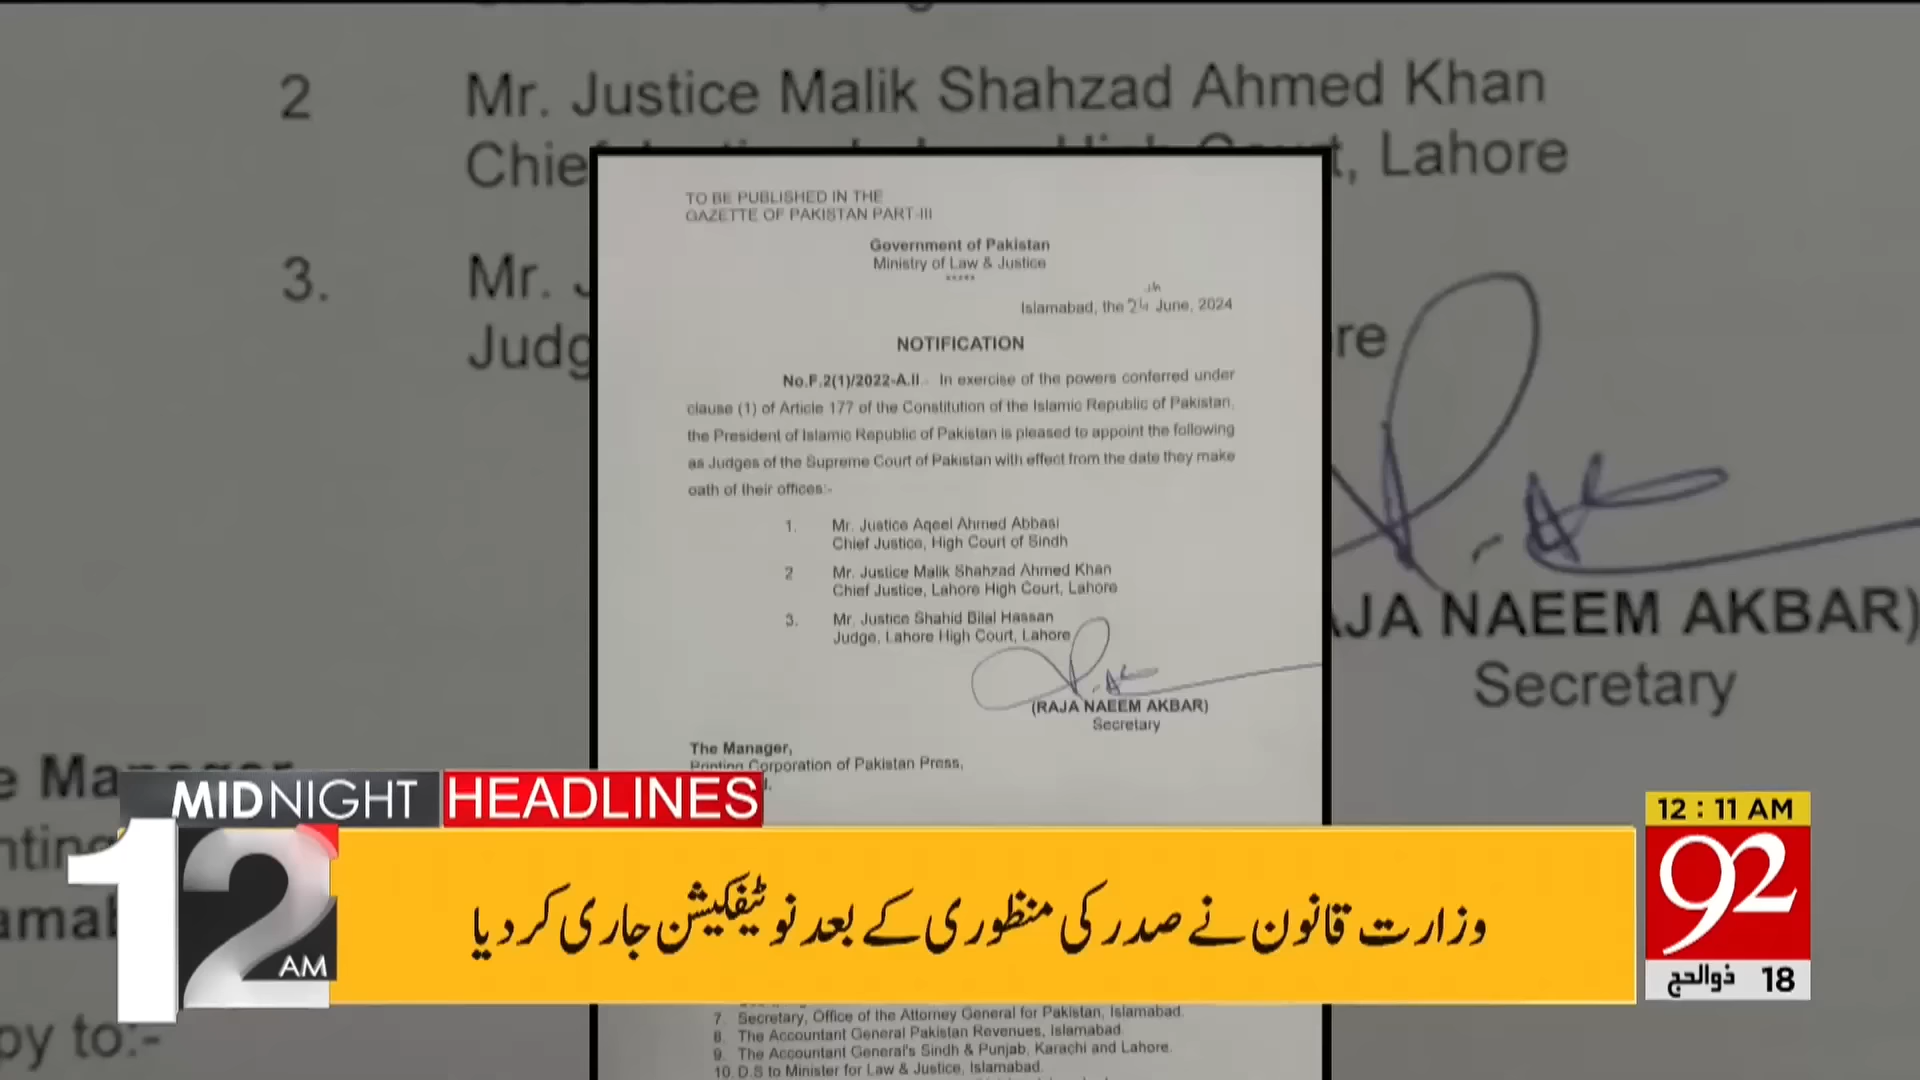 2 Mr. Justice Malik Shahzad Ahmed Khan
Chief
Court, Lahore
3. Mr.
Judg
re
RAJA NAEEM AKBAR)
Secretary
TO BE PUBLISHED IN THE
GAZETTE OF PAKISTAN PART-III
Government of Pakistan
Ministry of Law & Justice
*****
Islamabad, the 24th June, 2024
NOTIFICATION
No.F.2(1)/2022-A.II.- In exercise of the powers conferred under
clause (1) of Article 177 of the Constitution of the Islamic Republic of Pakistan,
the President of Islamic Republic of Pakistan is pleased to appoint the following
as Judges of the Supreme Court of Pakistan with effect from the date they make
oath of their offices:-
1. Mr. Justice Aqeel Ahmed Abbasi
Chief Justice, High Court of Sindh
2 Mr. Justice Malik Shahzad Ahmed Khan
Chief Justice, Lahore High Court, Lahore
3. Mr. Justice Shahid Bilal Hassan
Judge, Lahore High Court, Lahore
(RAJA NAEEM AKBAR)
Secretary
The Manager,
Printing Corporation of Pakistan Press,
MIDNIGHT HEADLINES
12 AM
وزارت قانون نے صدر کی منظوری کے بعد نوٹیفکیشن جاری کر دیا
12 : 11 AM
92
18 ذوالحج
py to:-
7. Secretary, Office of the Attorney General for Pakistan, Islamabad.
8. The Accountant General Pakistan Revenues, Islamabad.
9. The Accountant General's Sindh & Punjab, Karachi and Lahore.
10. D.S to Minister for Law & Justice, Islamabad.